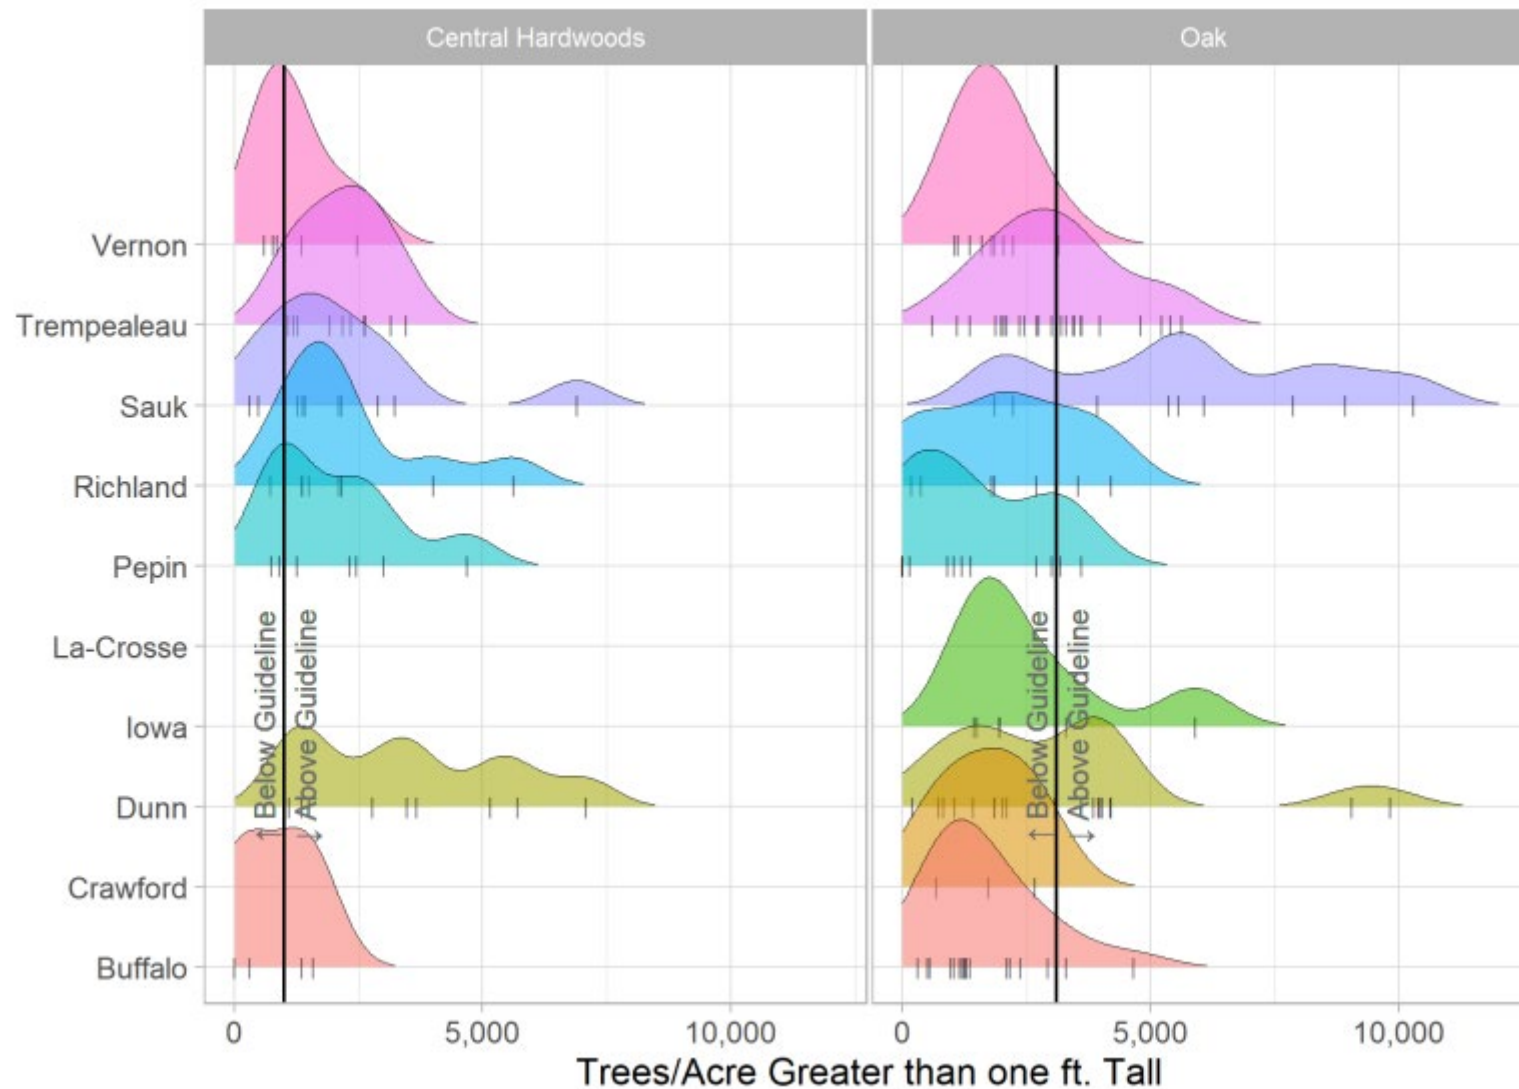 Central Hardwoods
Oak
Vernon
Trempealeau
Sauk
Richland
Pepin
La-Crosse
Iowa
Dunn
Crawford
Buffalo
Below Guideline
Above Guideline
Below Guideline
Above Guideline
0
5,000
10,000
0
5,000
10,000
Trees/Acre Greater than one ft. Tall